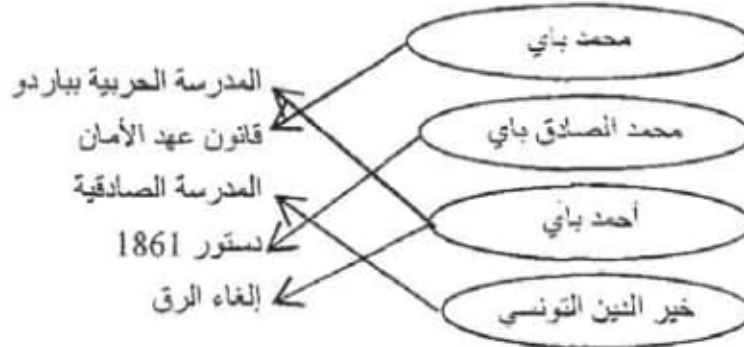 محمد باي
المدرسة الحربية بباردو
قانون عهد الأمان
محمد الصادق باي
المدرسة الصادقية
دستور 1861
أحمد باي
إلغاء الرق
خير الدين التونسي